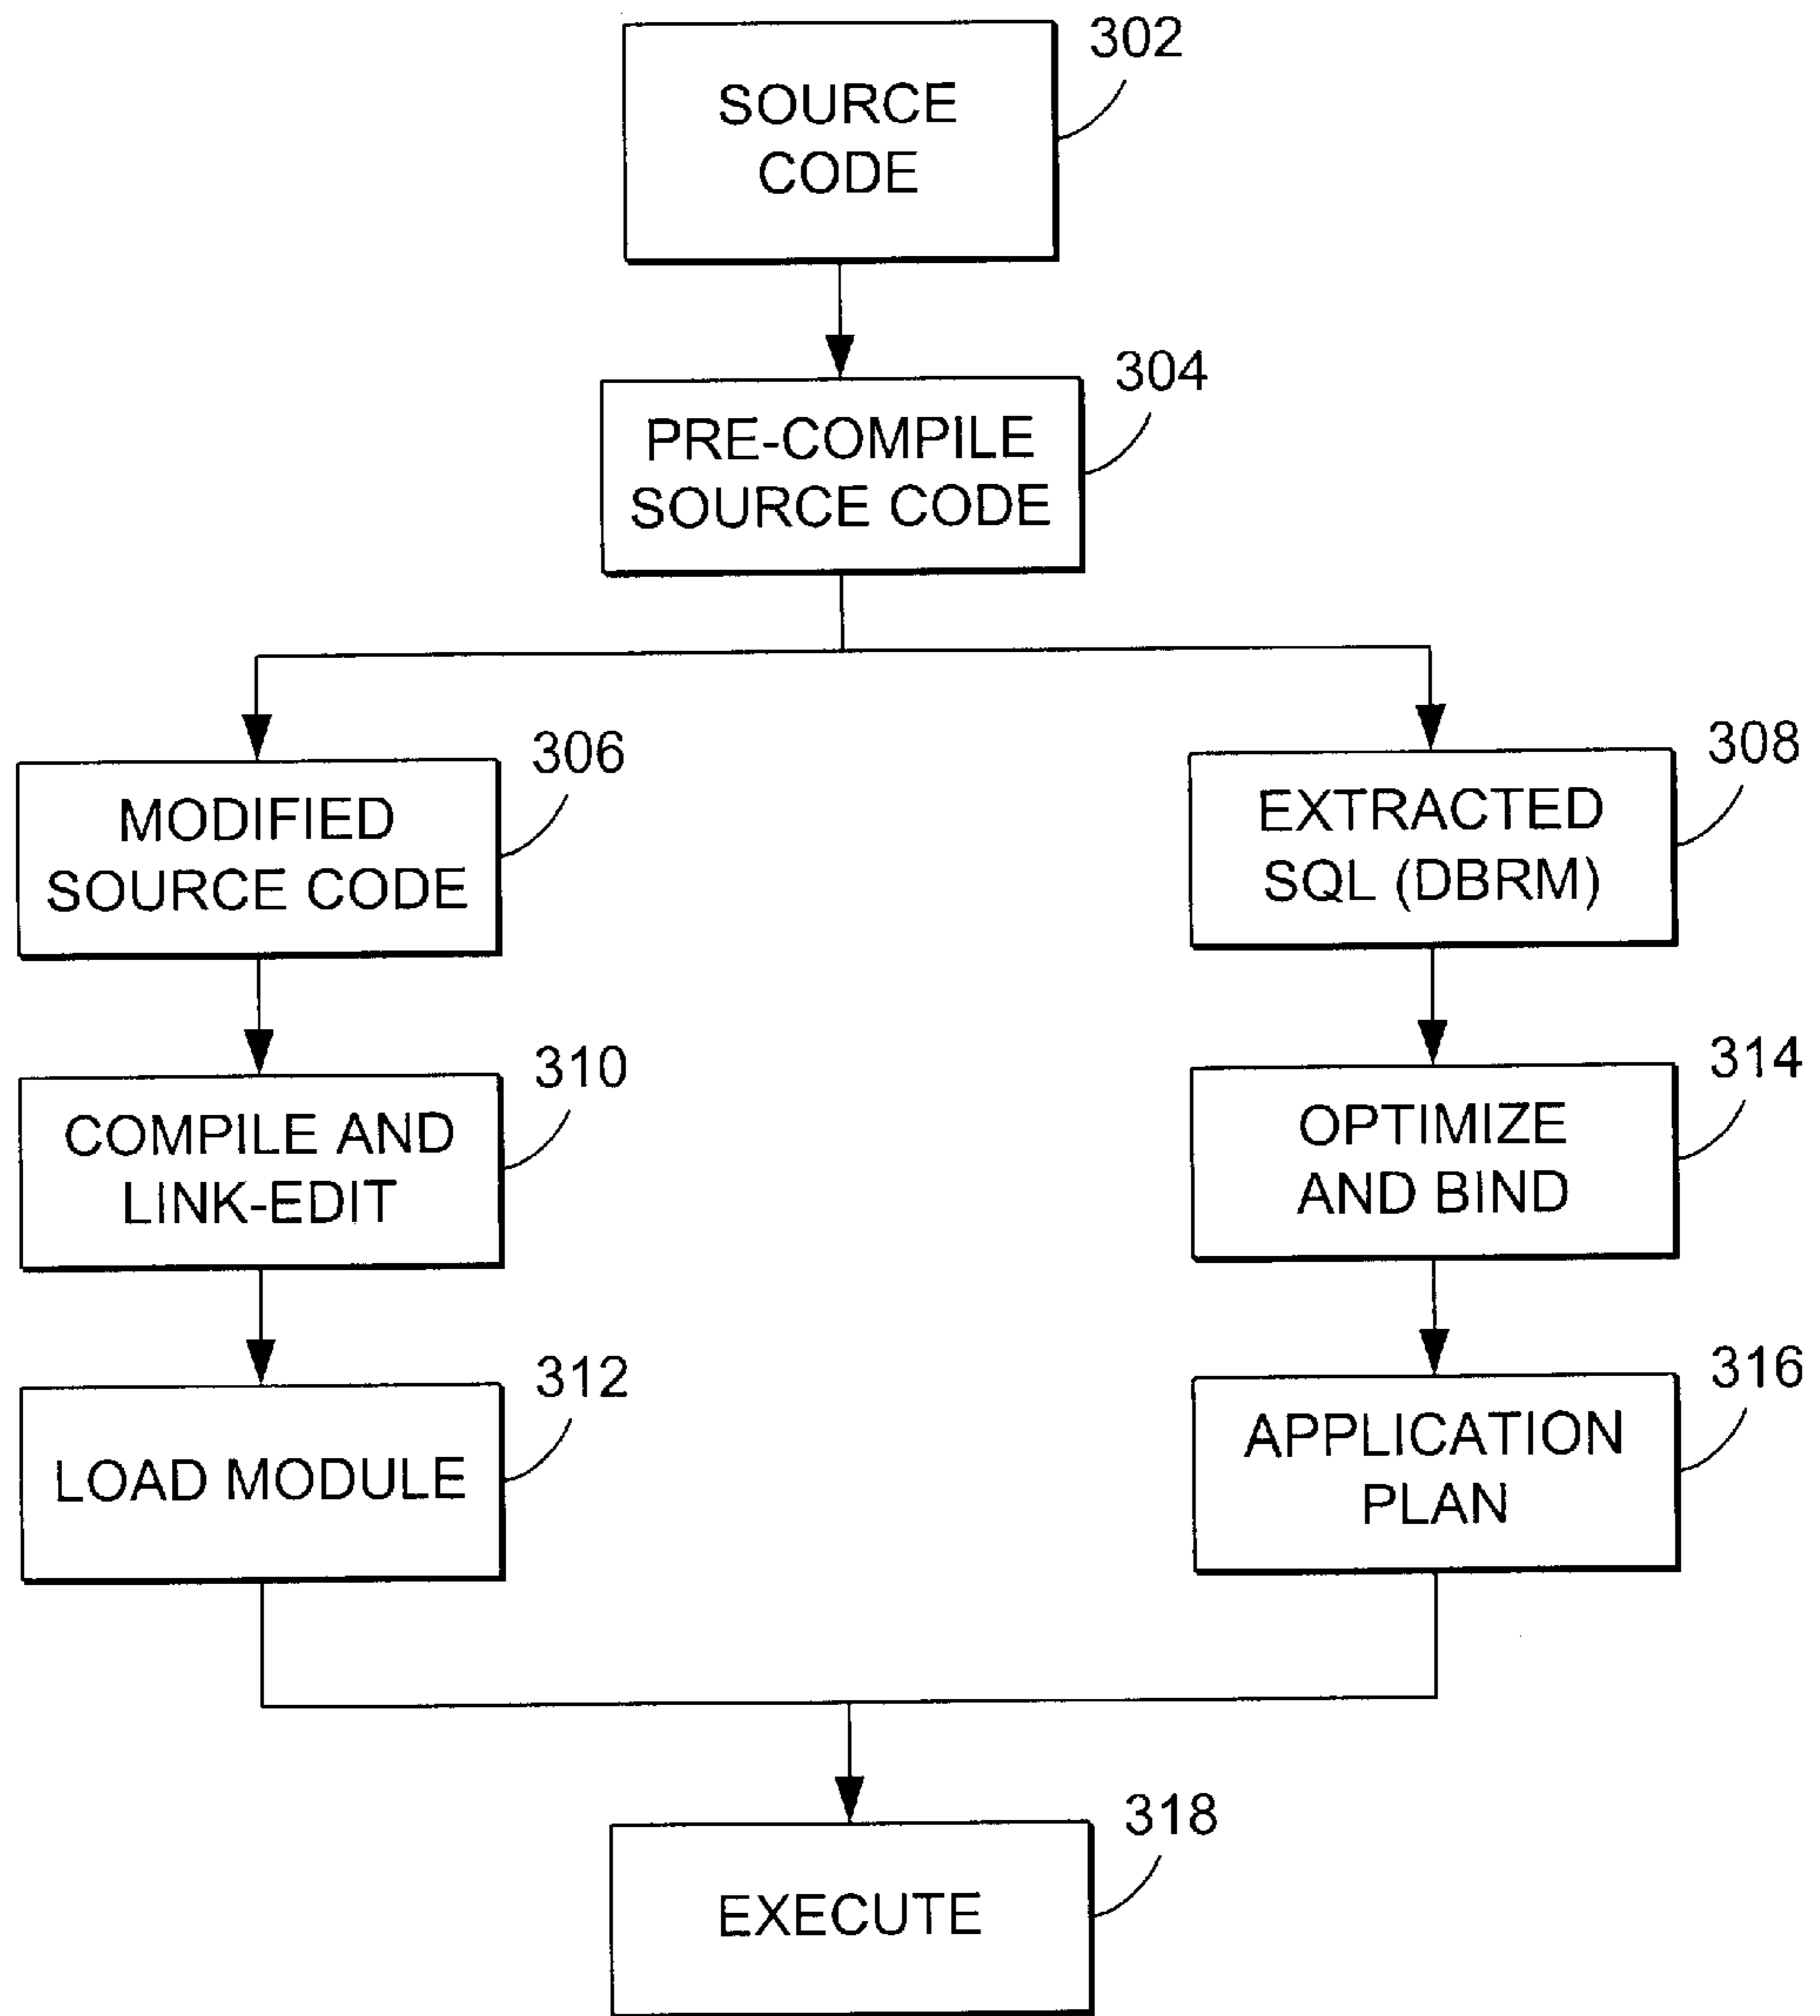 302
SOURCE
CODE
304
PRE-COMPILE
SOURCE CODE
306
MODIFIED
SOURCE CODE
308
EXTRACTED
SQL (DBRM)
310
COMPILE AND
LINK-EDIT
314
OPTIMIZE
AND BIND
312
LOAD MODULE
316
APPLICATION
PLAN
318
EXECUTE